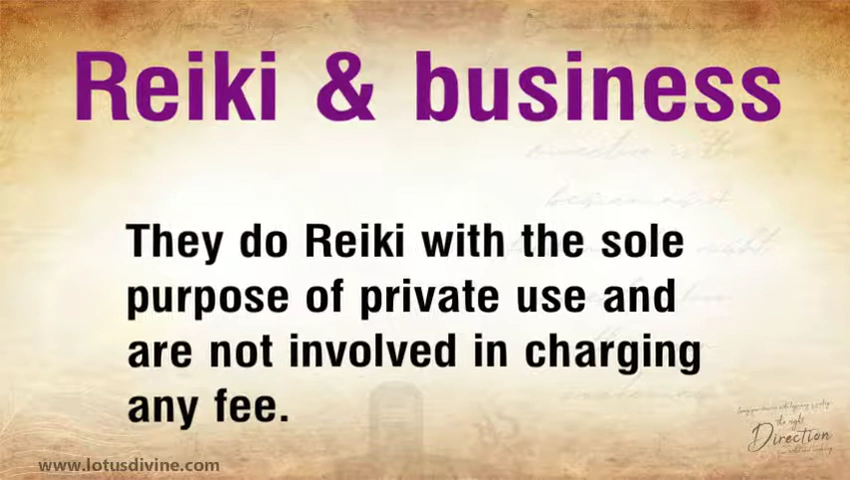 Reiki & business
They do Reiki with the sole
purpose of private use and
are not involved in charging
any fee.
the right
Direction
www.lotusdivine.com